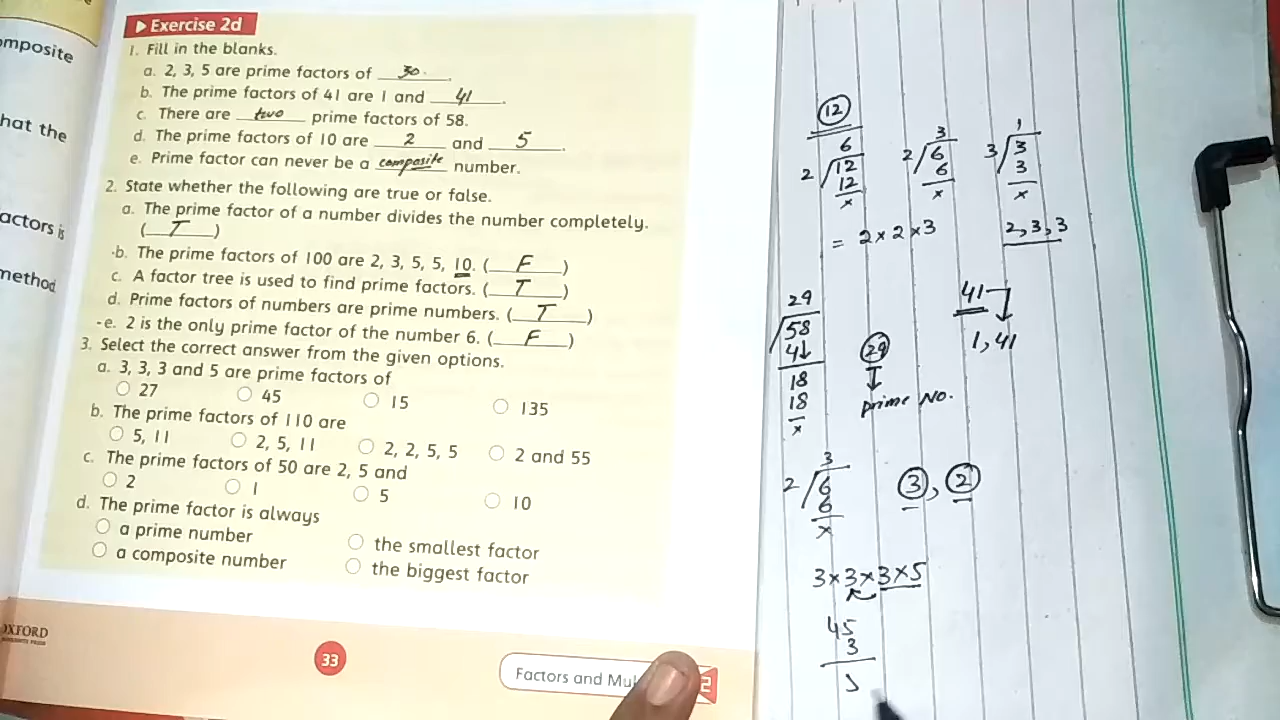 omposite
hat the
actors is
method
▶ Exercise 2d
1. Fill in the blanks.
a. 2, 3, 5 are prime factors of 30.
b. The prime factors of 41 are 1 and 41.
c. There are two prime factors of 58.
d. The prime factors of 10 are 2 and 5.
e. Prime factor can never be a composite number.
2. State whether the following are true or false.
a. The prime factor of a number divides the number completely.
( T )
b. The prime factors of 100 are 2, 3, 5, 5, 10. ( F )
c. A factor tree is used to find prime factors. ( T )
d. Prime factors of numbers are prime numbers. ( T )
e. 2 is the only prime factor of the number 6. ( F )
3. Select the correct answer from the given options.
a. 3, 3, 3 and 5 are prime factors of
27 45 15 135
b. The prime factors of 110 are
5, 11 2, 5, 11 2, 2, 5, 5 2 and 55
c. The prime factors of 50 are 2, 5 and
2 1 5 10
d. The prime factor is always
a prime number the smallest factor
a composite number the biggest factor
OXFORD
33
Factors and Mul
2
12
6 3 1
2 12 2 6 3 3
12 6 3
x x x
= 2 × 2 × 3 2, 3, 3
29 41
58 1, 41
4↓ 29
18 prime No.
18
x
3
2 6 3, 2
6
x
3 × 3 × 3 × 5
45
3